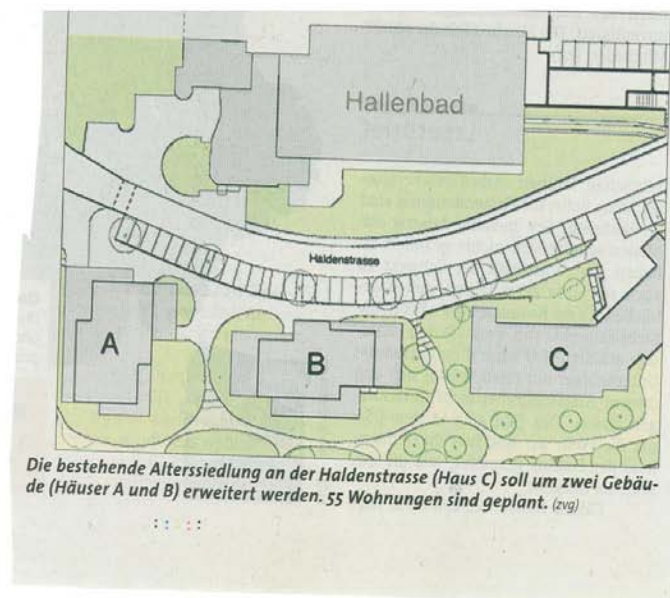 Hallenbad
Haldenstrasse
A
B
C
Die bestehende Alterssiedlung an der Haldenstrasse (Haus C) soll um zwei Gebäu-
de (Häuser A und B) erweitert werden. 55 Wohnungen sind geplant. (zvg)